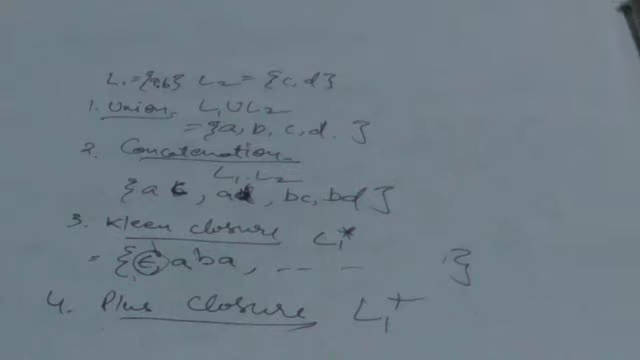 L₁={a,b} L₂={c,d}
1. Union, L₁UL₂
={a,b,c,d.}
2. Concatenation
L₁.L₂
{ac, ad, bc, bd}
3. Kleen closure L₁*
= {ϵ, aba, -- - }
4. Plus closure L₁⁺